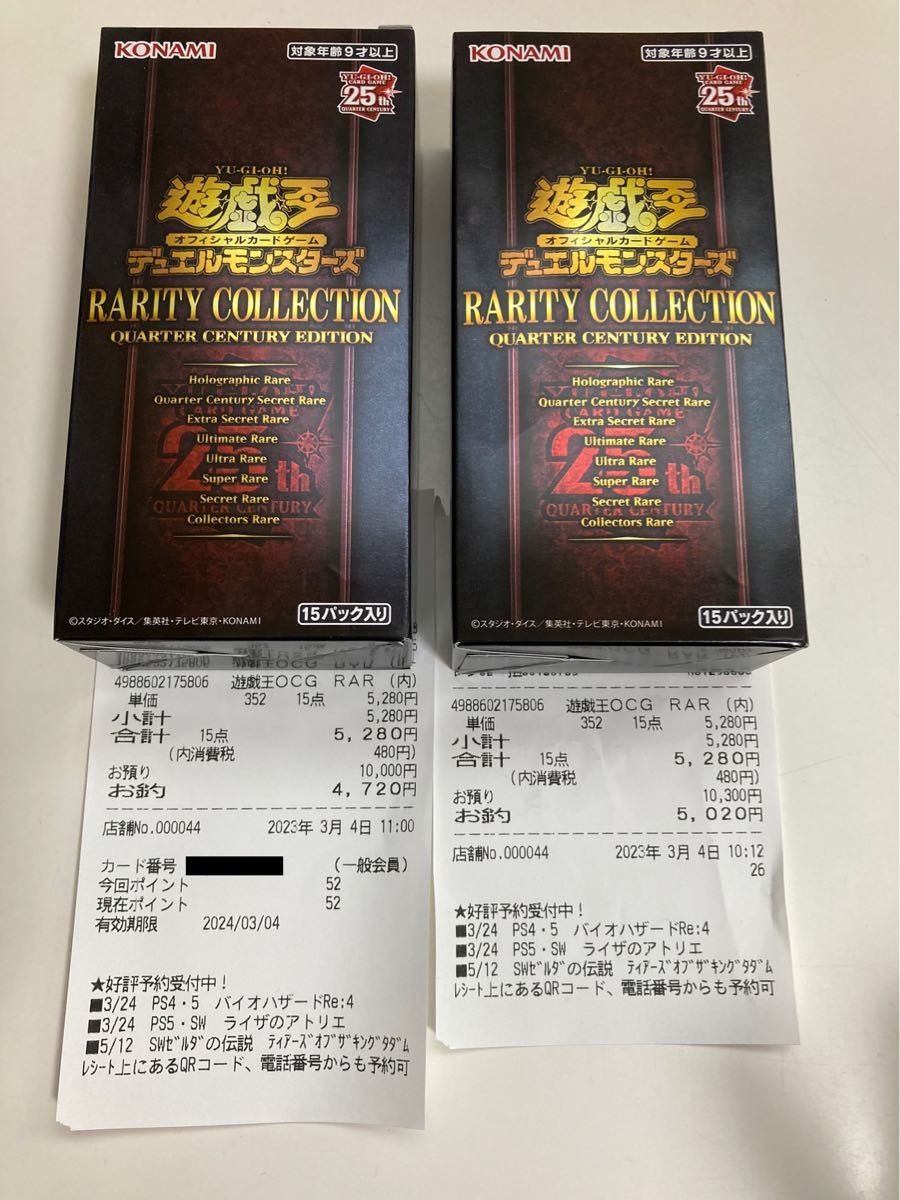 KONAMI
対象年齢9才以上
YU-GI-OH!
CARD GAME
25th
QUARTER CENTURY
YU-GI-OH!
遊戯王
オフィシャルカードゲーム
デュエルモンスターズ
RARITY COLLECTION
QUARTER CENTURY EDITION
Holographic Rare
Quarter Century Secret Rare
Extra Secret Rare
Ultimate Rare
Ultra Rare
Super Rare
Secret Rare
Collectors Rare
YU-GI-OH!
CARD GAME
25th
QUARTER CENTURY
©スタジオ・ダイス／集英社・テレビ東京・KONAMI
15パック入り
4988602175806 遊戯王OCG RAR (内)
単価 352 15点 5,280円
小計 5,280円
合計 15点 5,280円
(内消費税 480円)
お預り 10,000円
お釣 4,720円
店舗No.000044 2023年 3月 4日 11:00
カード番号 (一般会員)
今回ポイント 52
現在ポイント 52
有効期限 2024/03/04
★好評予約受付中！
■3/24 PS4・5 バイオハザードRe:4
■3/24 PS5・SW ライザのアトリエ
■5/12 SWｾﾞﾙﾀﾞの伝説 ﾃｨｱｰｽﾞｵﾌﾞｻﾞｷﾝｸﾞﾀﾞﾑ
ﾚｼｰﾄ上にあるQRコード、電話番号からも予約可
KONAMI
対象年齢9才以上
YU-GI-OH!
CARD GAME
25th
QUARTER CENTURY
YU-GI-OH!
遊戯王
オフィシャルカードゲーム
デュエルモンスターズ
RARITY COLLECTION
QUARTER CENTURY EDITION
Holographic Rare
Quarter Century Secret Rare
Extra Secret Rare
Ultimate Rare
Ultra Rare
Super Rare
Secret Rare
Collectors Rare
YU-GI-OH!
CARD GAME
25th
QUARTER CENTURY
©スタジオ・ダイス／集英社・テレビ東京・KONAMI
15パック入り
4988602175806 遊戯王OCG RAR (内)
単価 352 15点 5,280円
小計 5,280円
合計 15点 5,280円
(内消費税 480円)
お預り 10,300円
お釣 5,020円
店舗No.000044 2023年 3月 4日 10:12
26
★好評予約受付中！
■3/24 PS4・5 バイオハザードRe:4
■3/24 PS5・SW ライザのアトリエ
■5/12 SWｾﾞﾙﾀﾞの伝説 ﾃｨｱｰｽﾞｵﾌﾞｻﾞｷﾝｸﾞﾀﾞﾑ
ﾚｼｰﾄ上にあるQRコード、電話番号からも予約可